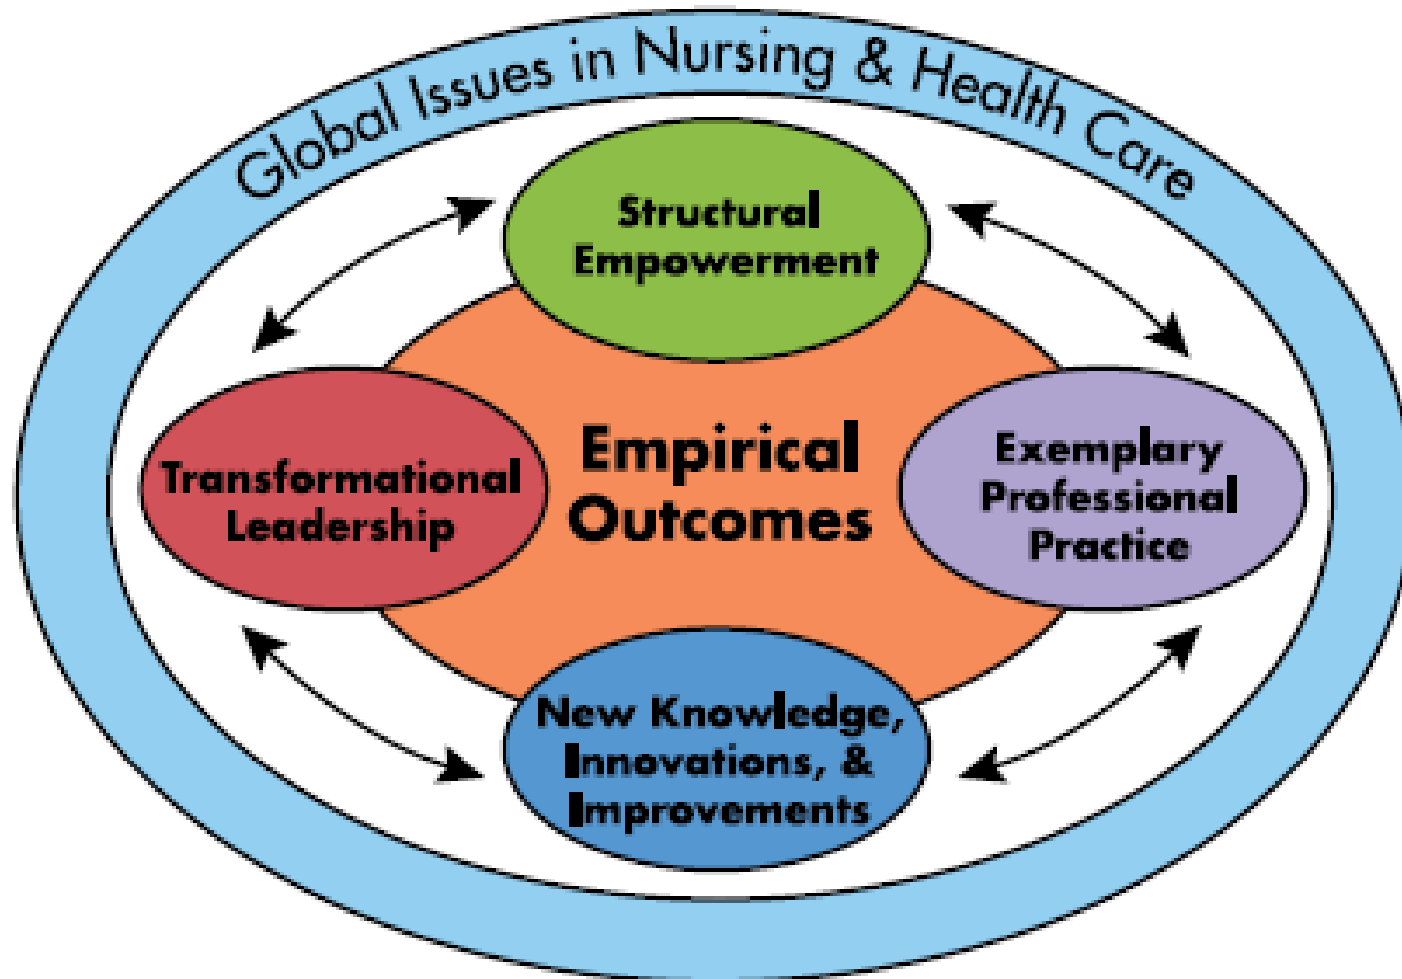 Global Issues in Nursing & Health Care
Structural
Empowerment
Transformational
Leadership
Empirical
Outcomes
Exemplary
Professional
Practice
New Knowledge,
Innovations, &
Improvements